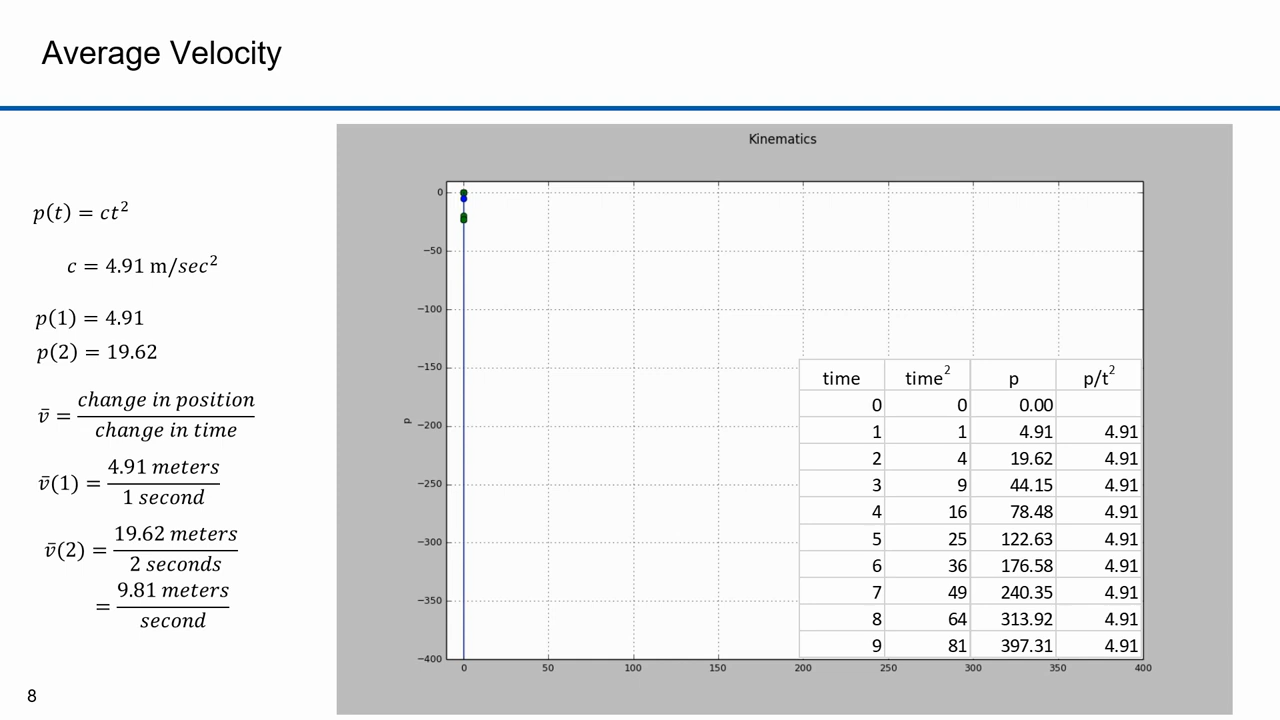 Average Velocity
p(t) = ct²
c = 4.91 m/sec²
p(1) = 4.91
p(2) = 19.62
v̄ = change in position / change in time
v̄(1) = 4.91 meters / 1 second
v̄(2) = 19.62 meters / 2 seconds
= 9.81 meters / second
8
Kinematics
p
0
−50
−100
−150
−200
−250
−300
−350
−400
0 50 100 150 200 250 300 350 400
time time² p p/t²
0 0 0.00
1 1 4.91 4.91
2 4 19.62 4.91
3 9 44.15 4.91
4 16 78.48 4.91
5 25 122.63 4.91
6 36 176.58 4.91
7 49 240.35 4.91
8 64 313.92 4.91
9 81 397.31 4.91